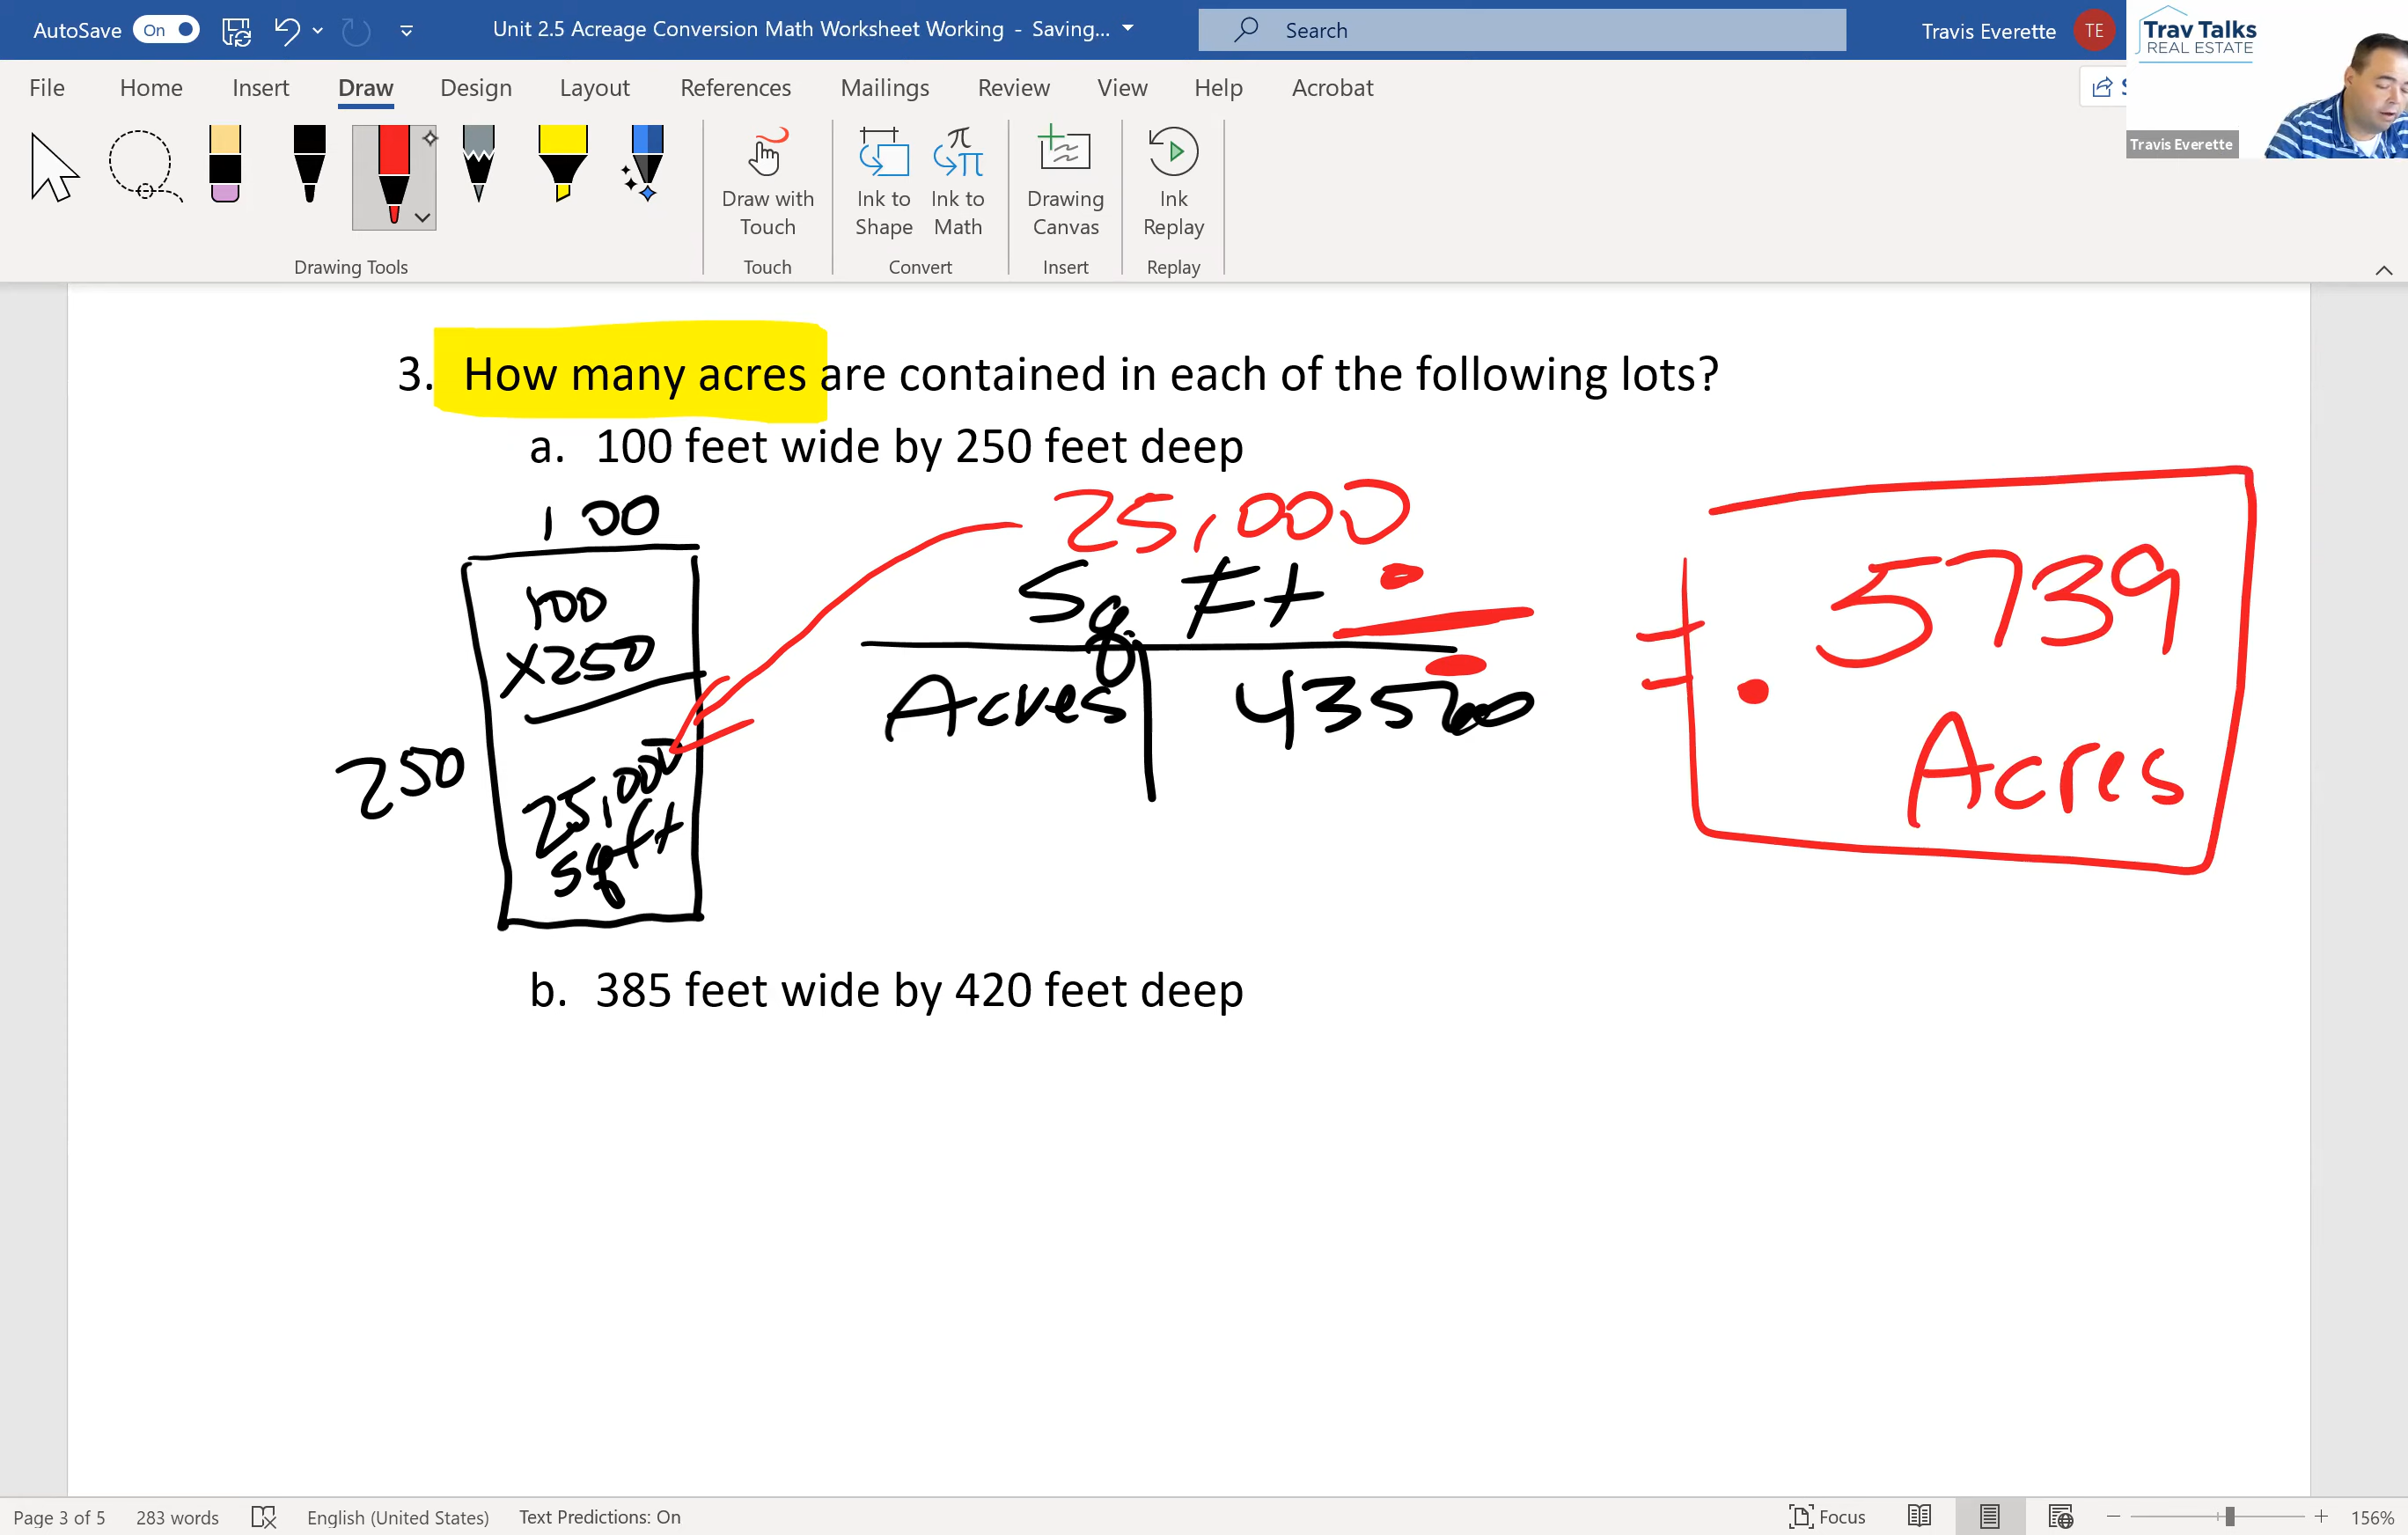 AutoSave On Unit 2.5 Acreage Conversion Math Worksheet Working - Saving... Search Travis Everette TE
Trav Talks
REAL ESTATE
Travis Everette
File Home Insert Draw Design Layout References Mailings Review View Help Acrobat
Draw with Touch
Ink to Shape
Ink to Math
Drawing Canvas
Ink Replay
Drawing Tools Touch Convert Insert Replay
3. How many acres are contained in each of the following lots?
a. 100 feet wide by 250 feet deep
100
25,000
100
x250
25,000
sqft
250
Sq. Ft
Acres 43560
= .5739
Acres
b. 385 feet wide by 420 feet deep
Page 3 of 5 283 words English (United States) Text Predictions: On Focus 156%